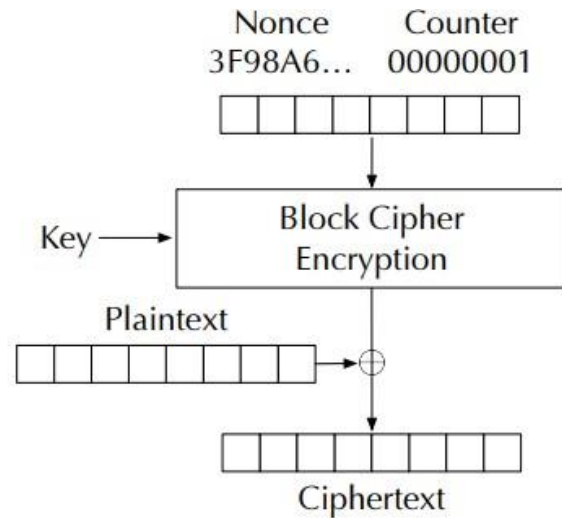 Nonce Counter
3F98A6... 00000001
Block Cipher
Encryption
Key
Plaintext
Ciphertext